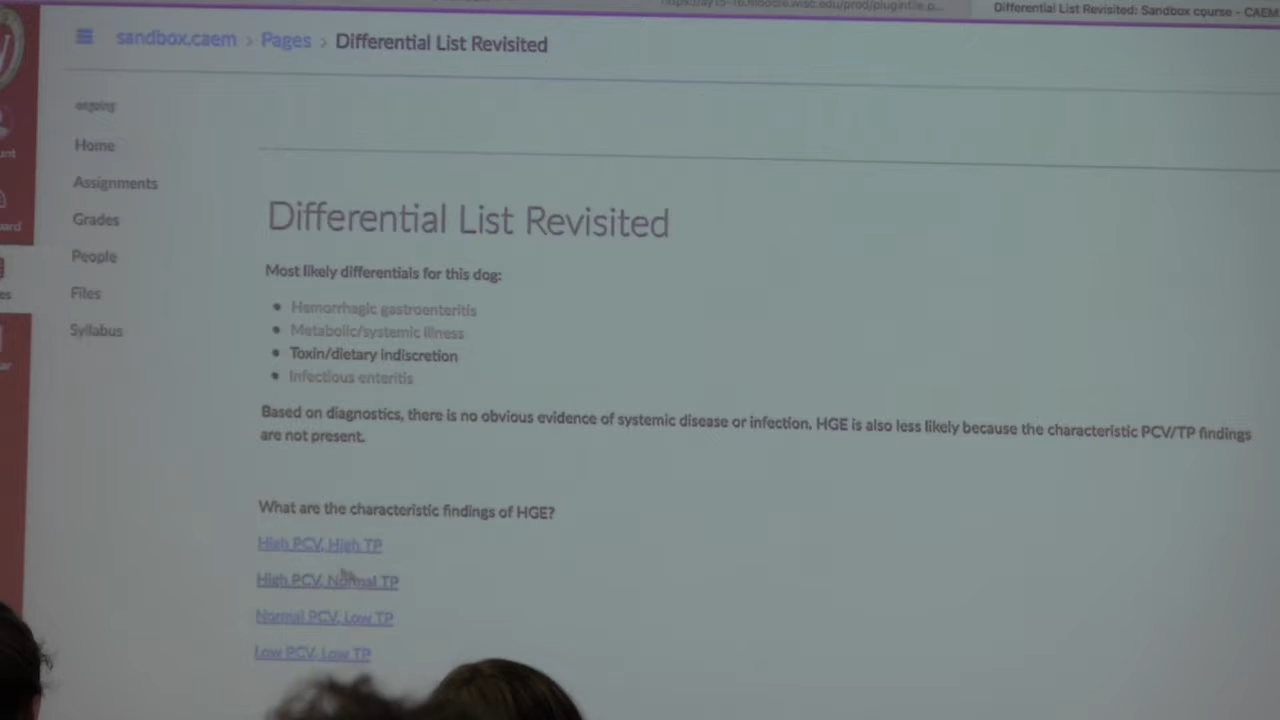 Differential List Revisited: Sandbox course - CAEM
sandbox.caem > Pages > Differential List Revisited
ongoing
Home
Assignments
Grades
People
Files
Syllabus
Differential List Revisited
Most likely differentials for this dog:
Hemorrhagic gastroenteritis
Metabolic/systemic illness
Toxin/dietary indiscretion
Infectious enteritis
Based on diagnostics, there is no obvious evidence of systemic disease or infection. HGE is also less likely because the characteristic PCV/TP findings
are not present.
What are the characteristic findings of HGE?
High PCV, High TP
High PCV, Normal TP
Normal PCV, Low TP
Low PCV, Low TP